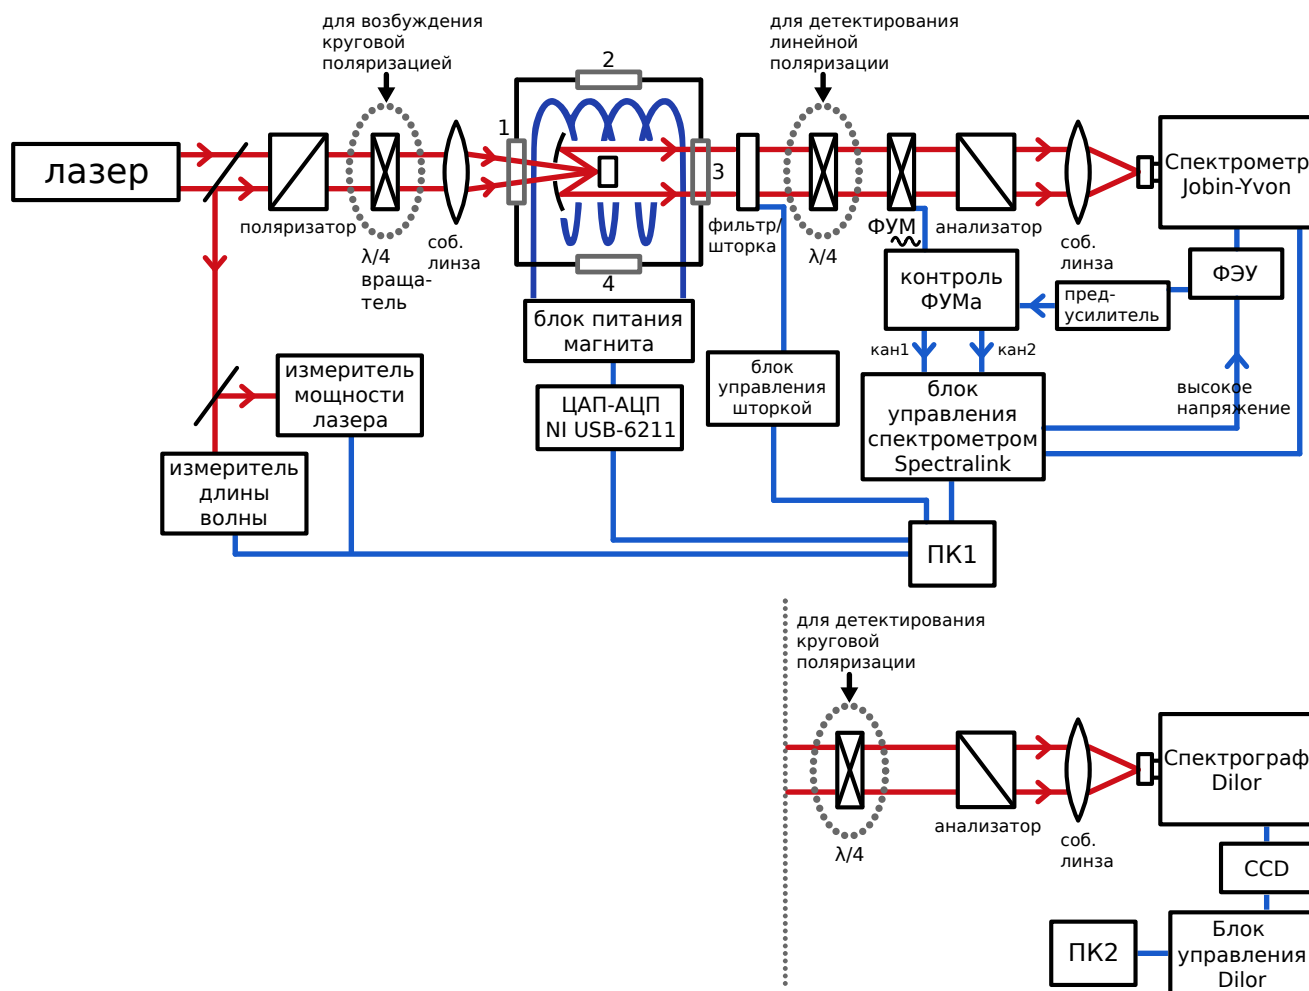 для возбуждения
круговой
поляризацией
для детектирования
линейной
поляризации
лазер
поляризатор
λ/4
враща-
тель
соб.
линза
1
2
3
4
фильтр/
шторка
λ/4
ФУМ
анализатор
соб.
линза
Спектрометр
Jobin-Yvon
ФЭУ
пред-
усилитель
контроль
ФУМа
кан1
кан2
высокое
напряжение
блок
управления
спектрометром
Spectralink
блок питания
магнита
ЦАП-АЦП
NI USB-6211
блок
управления
шторкой
измеритель
мощности
лазера
измеритель
длины
волны
ПК1
для детектирования
круговой
поляризации
λ/4
анализатор
соб.
линза
Спектрограф
Dilor
CCD
Блок
управления
Dilor
ПК2